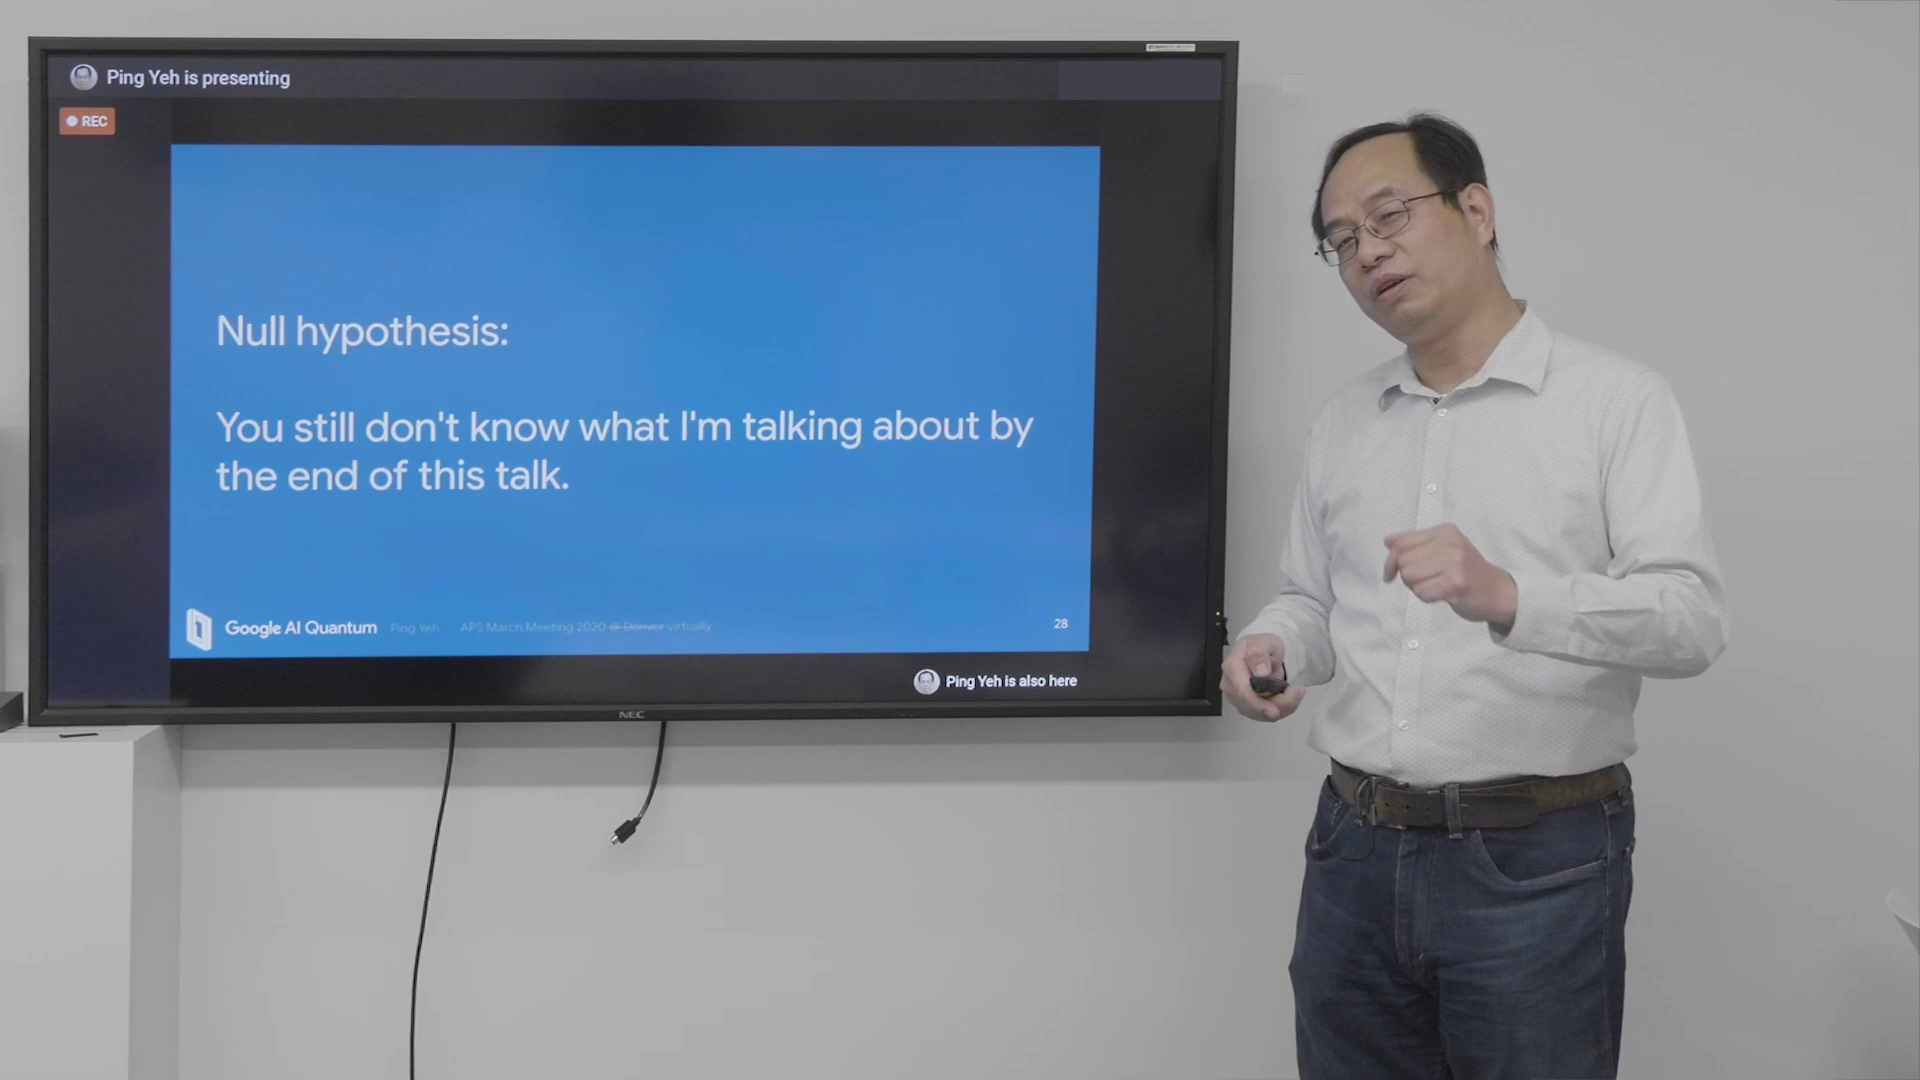 Ping Yeh is presenting
REC
Null hypothesis:
You still don't know what I'm talking about by
the end of this talk.
Google AI Quantum
Ping Yeh
APS March Meeting 2020 @ Denver virtually
28
Ping Yeh is also here
NEC